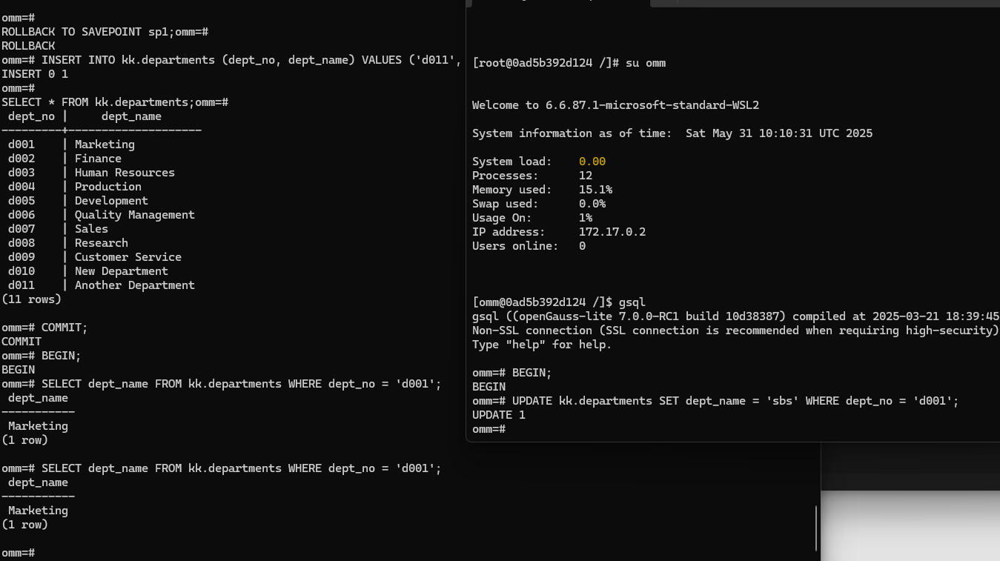 omm=#
ROLLBACK TO SAVEPOINT sp1;omm=#
ROLLBACK
omm=# INSERT INTO kk.departments (dept_no, dept_name) VALUES ('d011',
INSERT 0 1
omm=#
SELECT * FROM kk.departments;omm=#
 dept_no |     dept_name
---------+--------------------
 d001    | Marketing
 d002    | Finance
 d003    | Human Resources
 d004    | Production
 d005    | Development
 d006    | Quality Management
 d007    | Sales
 d008    | Research
 d009    | Customer Service
 d010    | New Department
 d011    | Another Department
(11 rows)
omm=# COMMIT;
COMMIT
omm=# BEGIN;
BEGIN
omm=# SELECT dept_name FROM kk.departments WHERE dept_no = 'd001';
 dept_name
-----------
 Marketing
(1 row)
omm=# SELECT dept_name FROM kk.departments WHERE dept_no = 'd001';
 dept_name
-----------
 Marketing
(1 row)
omm=#
[root@0ad5b392d124 /]# su omm
Welcome to 6.6.87.1-microsoft-standard-WSL2
System information as of time:  Sat May 31 10:10:31 UTC 2025
System load:    0.00
Processes:      12
Memory used:    15.1%
Swap used:      0.0%
Usage On:       1%
IP address:     172.17.0.2
Users online:   0
[omm@0ad5b392d124 /]$ gsql
gsql ((openGauss-lite 7.0.0-RC1 build 10d38387) compiled at 2025-03-21 18:39:45
Non-SSL connection (SSL connection is recommended when requiring high-security)
Type "help" for help.
omm=# BEGIN;
BEGIN
omm=# UPDATE kk.departments SET dept_name = 'sbs' WHERE dept_no = 'd001';
UPDATE 1
omm=#